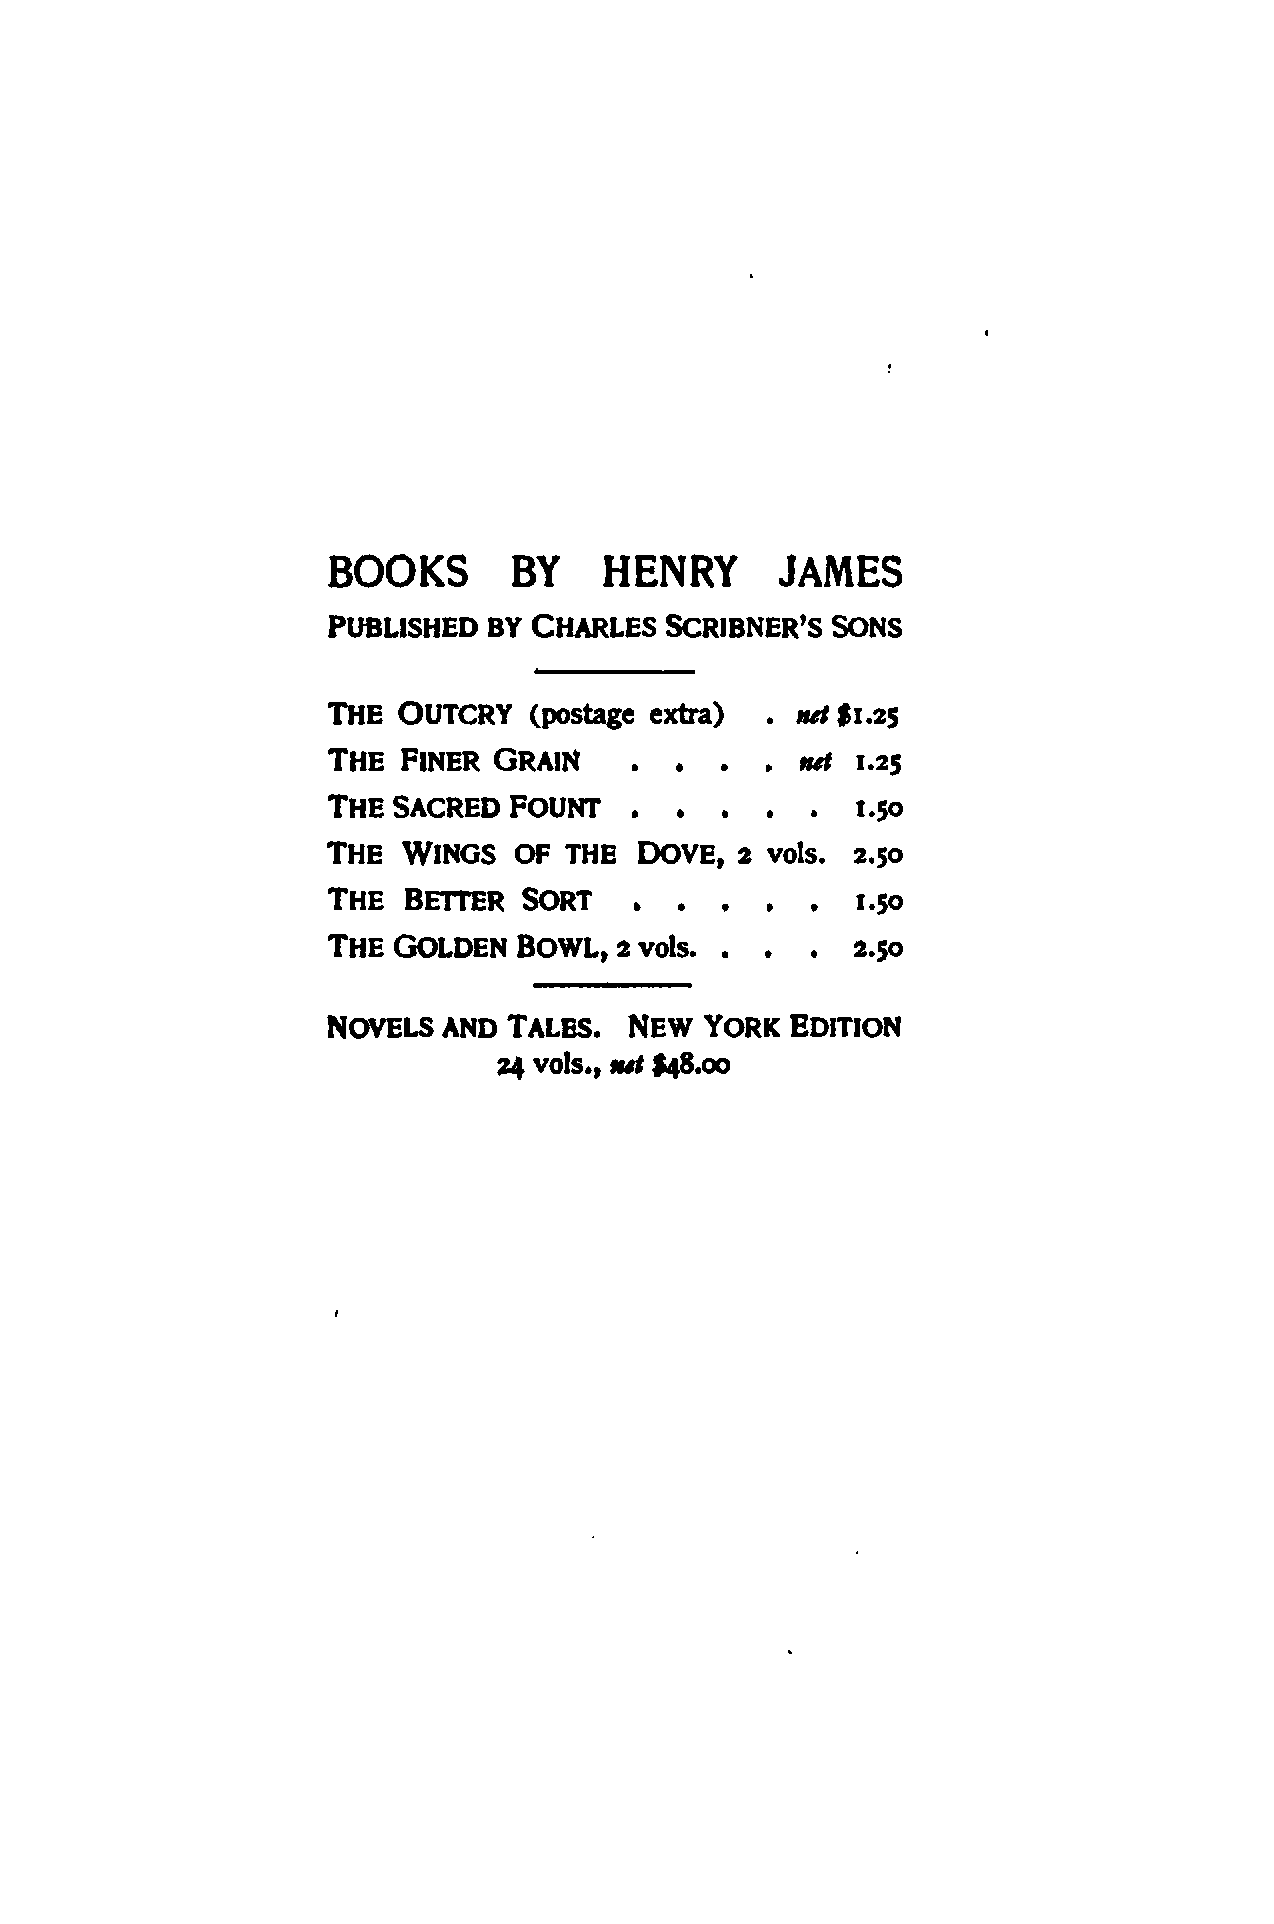 BOOKS BY HENRY JAMES
PUBLISHED BY CHARLES SCRIBNER'S SONS
THE OUTCRY (postage extra) . net $1.25
THE FINER GRAIN . . . . net 1.25
THE SACRED FOUNT . . . . . 1.50
THE WINGS OF THE DOVE, 2 vols. 2.50
THE BETTER SORT . . . . . 1.50
THE GOLDEN BOWL, 2 vols. . . . 2.50
NOVELS AND TALES. NEW YORK EDITION
24 vols., net $48.00